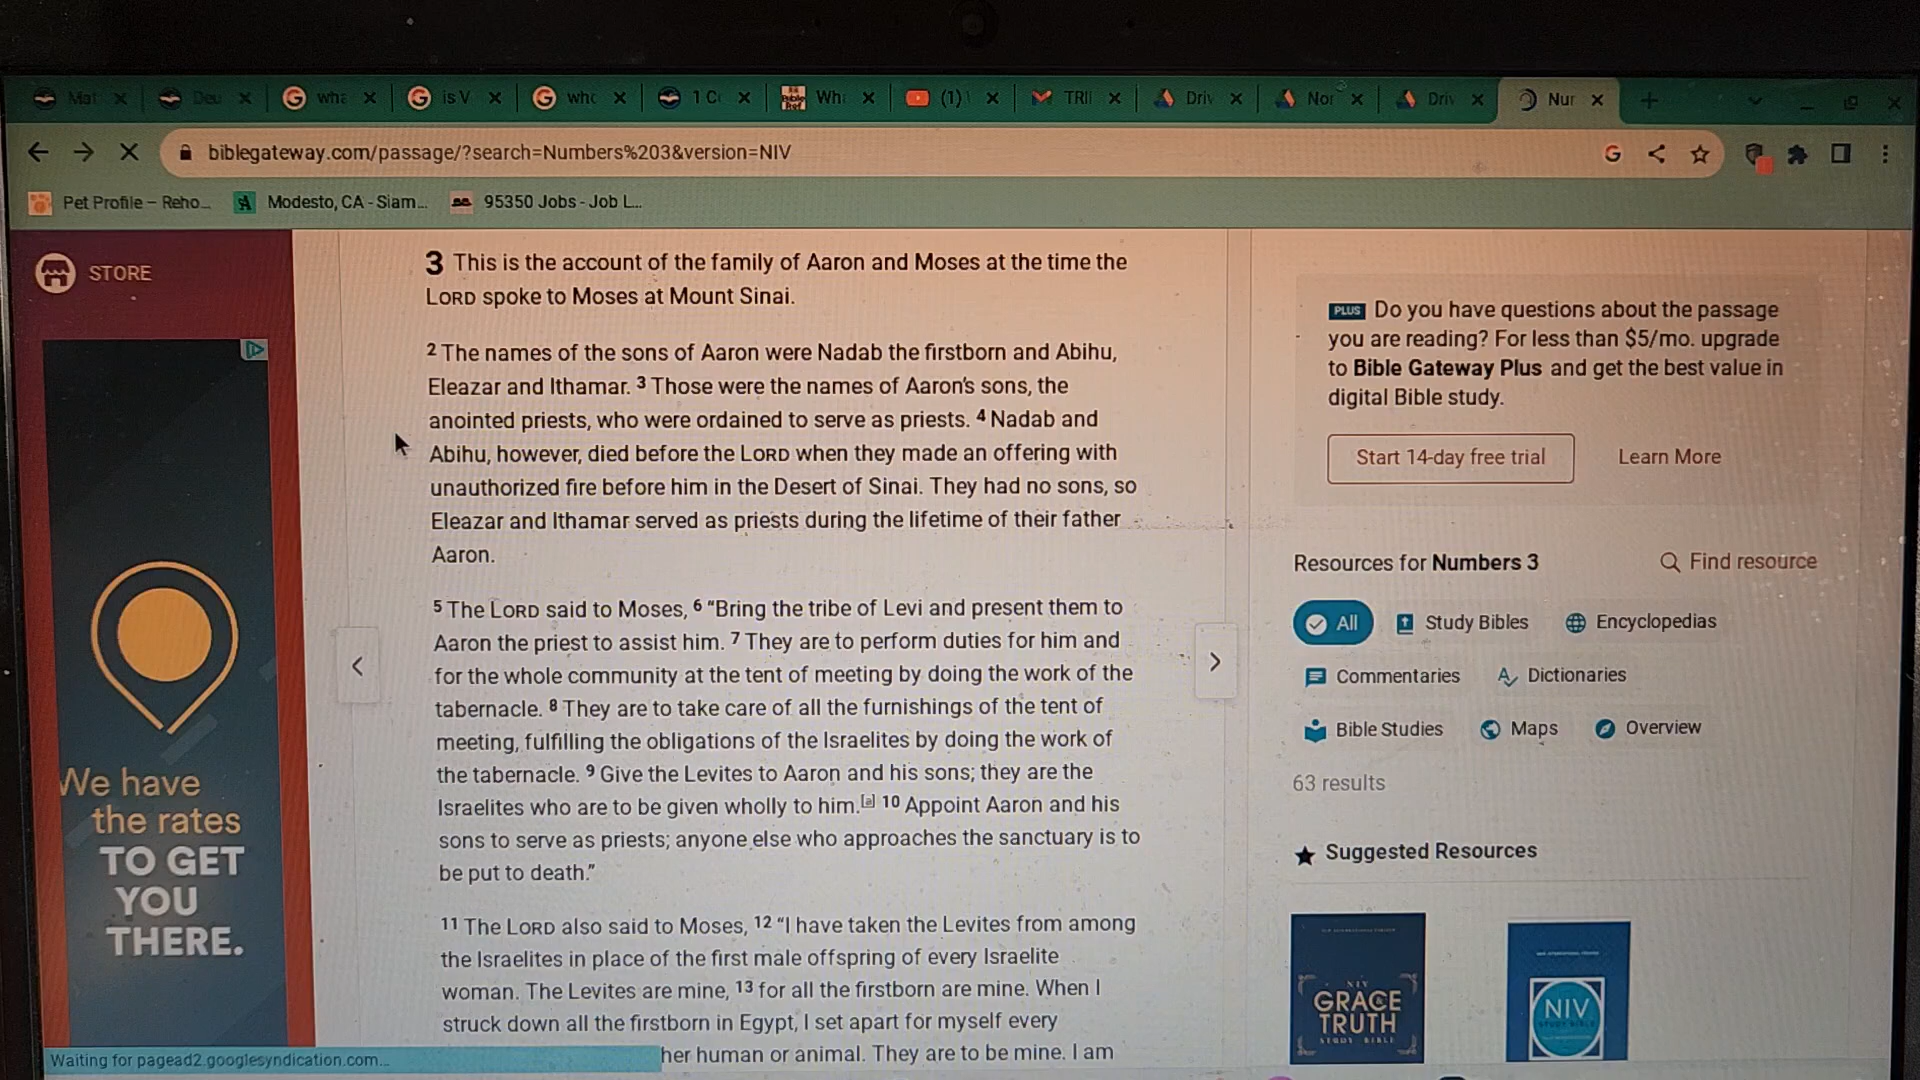 Mat
Deu
wha
is V
who
1 Co
Wha
(1)
TRII
Driv
Nor
Driv
Nur
biblegateway.com/passage/?search=Numbers%203&version=NIV
Pet Profile – Reho...
Modesto, CA - Siam...
95350 Jobs - Job L...
STORE
3 This is the account of the family of Aaron and Moses at the time the
LORD spoke to Moses at Mount Sinai.
2 The names of the sons of Aaron were Nadab the firstborn and Abihu,
Eleazar and Ithamar. 3 Those were the names of Aaron's sons, the
anointed priests, who were ordained to serve as priests. 4 Nadab and
Abihu, however, died before the LORD when they made an offering with
unauthorized fire before him in the Desert of Sinai. They had no sons, so
Eleazar and Ithamar served as priests during the lifetime of their father
Aaron.
5 The LORD said to Moses, 6 “Bring the tribe of Levi and present them to
Aaron the priest to assist him. 7 They are to perform duties for him and
for the whole community at the tent of meeting by doing the work of the
tabernacle. 8 They are to take care of all the furnishings of the tent of
meeting, fulfilling the obligations of the Israelites by doing the work of
the tabernacle. 9 Give the Levites to Aaron and his sons; they are the
Israelites who are to be given wholly to him.[a] 10 Appoint Aaron and his
sons to serve as priests; anyone else who approaches the sanctuary is to
be put to death.”
11 The LORD also said to Moses, 12 “I have taken the Levites from among
the Israelites in place of the first male offspring of every Israelite
woman. The Levites are mine, 13 for all the firstborn are mine. When I
struck down all the firstborn in Egypt, I set apart for myself every
her human or animal. They are to be mine. I am
We have
the rates
TO GET
YOU
THERE.
Waiting for pagead2.googlesyndication.com...
PLUS Do you have questions about the passage
you are reading? For less than $5/mo. upgrade
to Bible Gateway Plus and get the best value in
digital Bible study.
Start 14-day free trial
Learn More
Resources for Numbers 3
Find resource
All
Study Bibles
Encyclopedias
Commentaries
Dictionaries
Bible Studies
Maps
Overview
63 results
Suggested Resources
NIV
GRACE
TRUTH
STUDY BIBLE
NIV
STUDY BIBLE